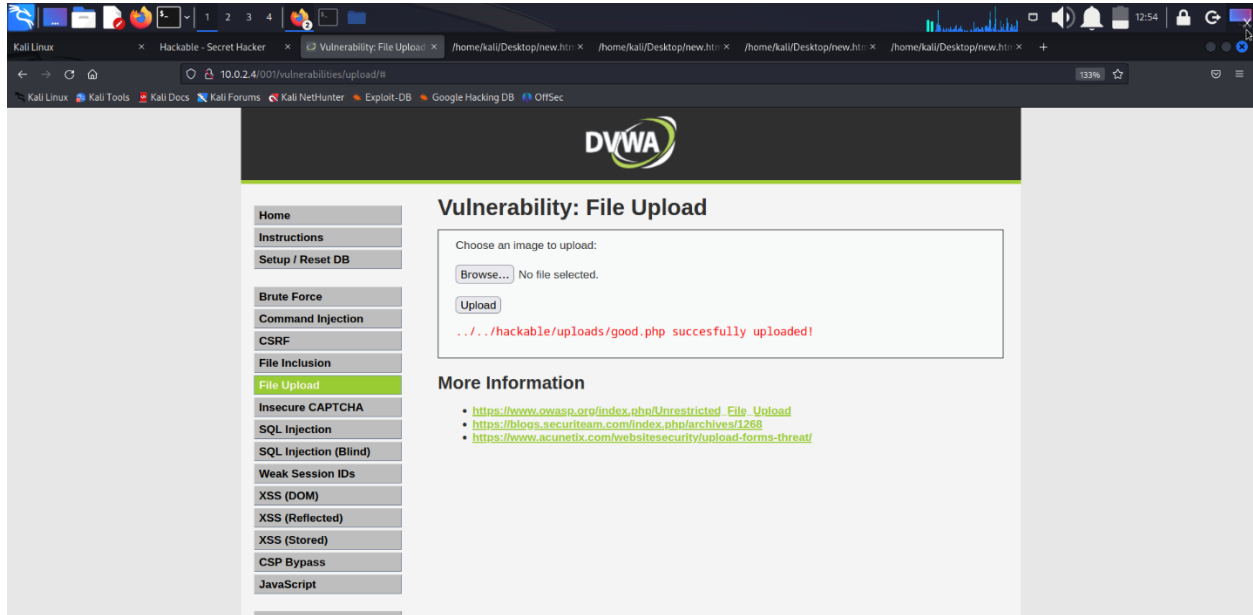 1 2 3 4
12:54
Kali Linux
Hackable - Secret Hacker
Vulnerability: File Upload
/home/kali/Desktop/new.htm
/home/kali/Desktop/new.htm
/home/kali/Desktop/new.htm
/home/kali/Desktop/new.htm
10.0.2.4/001/vulnerabilities/upload/#
133%
Kali Linux Kali Tools Kali Docs Kali Forums Kali NetHunter Exploit-DB Google Hacking DB OffSec
DVWA
Home
Instructions
Setup / Reset DB
Brute Force
Command Injection
CSRF
File Inclusion
File Upload
Insecure CAPTCHA
SQL Injection
SQL Injection (Blind)
Weak Session IDs
XSS (DOM)
XSS (Reflected)
XSS (Stored)
CSP Bypass
JavaScript
Vulnerability: File Upload
Choose an image to upload:
Browse... No file selected.
Upload
../../hackable/uploads/good.php succesfully uploaded!
More Information
https://www.owasp.org/index.php/Unrestricted_File_Upload
https://blogs.securiteam.com/index.php/archives/1268
https://www.acunetix.com/websitesecurity/upload-forms-threat/